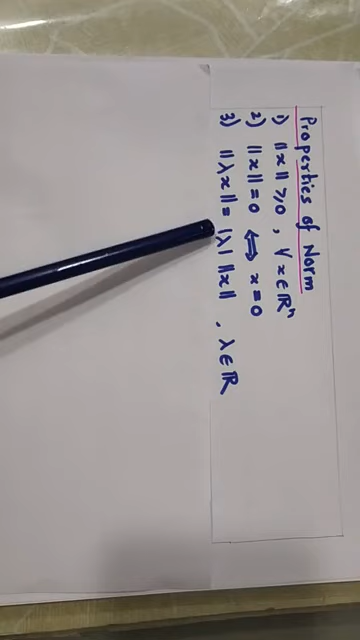 Properties of Norm
1) ||x|| ⩾0, ∀ x∈ℝⁿ
2) ||x||=0 ⟺ x=0
3) ||λx||= |λ| ||x|| , λ∈ℝ